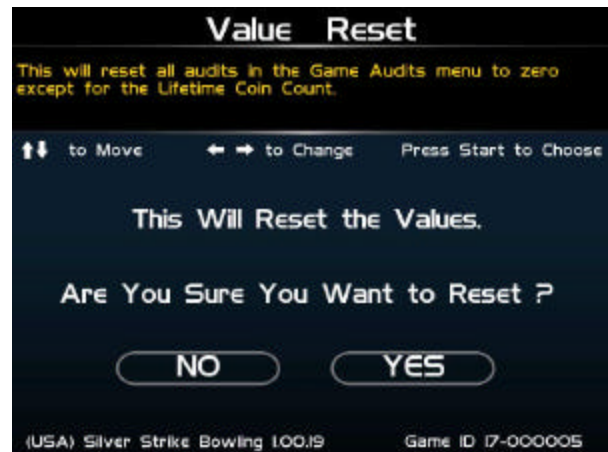 Value Reset
This will reset all audits in the Game Audits menu to zero
except for the Lifetime Coin Count.
to Move to Change Press Start to Choose
This Will Reset the Values.
Are You Sure You Want to Reset ?
NO YES
(USA) Silver Strike Bowling 1.00.19 Game ID 17-000005